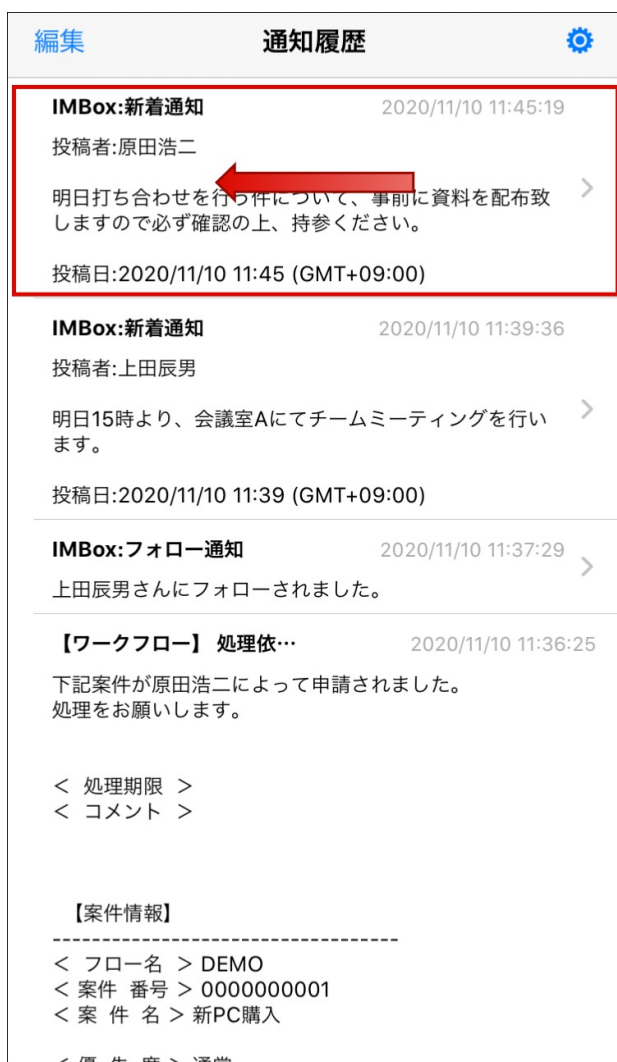 編集 通知履歴
IMBox:新着通知 2020/11/10 11:45:19
投稿者:原田浩二
明日打ち合わせを行う件について、事前に資料を配布致
しますので必ず確認の上、持参ください。
投稿日:2020/11/10 11:45 (GMT+09:00)
IMBox:新着通知 2020/11/10 11:39:36
投稿者:上田辰男
明日15時より、会議室Aにてチームミーティングを行い
ます。
投稿日:2020/11/10 11:39 (GMT+09:00)
IMBox:フォロー通知 2020/11/10 11:37:29
上田辰男さんにフォローされました。
【ワークフロー】 処理依… 2020/11/10 11:36:25
下記案件が原田浩二によって申請されました。
処理をお願いします。
＜ 処理期限 ＞
＜ コメント ＞
【案件情報】
-----------------------------------
＜ フロー名 ＞ DEMO
＜ 案件 番号 ＞ 0000000001
＜ 案 件 名 ＞ 新PC購入